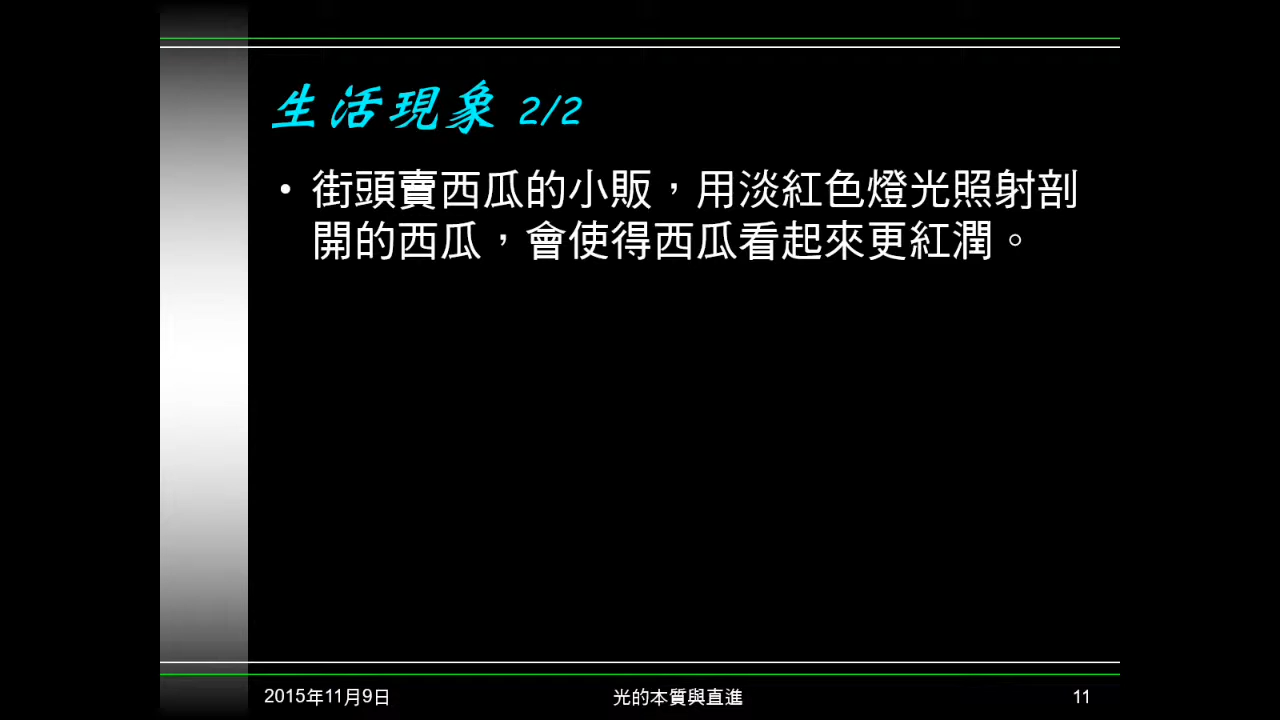 生活現象 2/2
• 街頭賣西瓜的小販，用淡紅色燈光照射剖
開的西瓜，會使得西瓜看起來更紅潤。
2015年11月9日
光的本質與直進
11